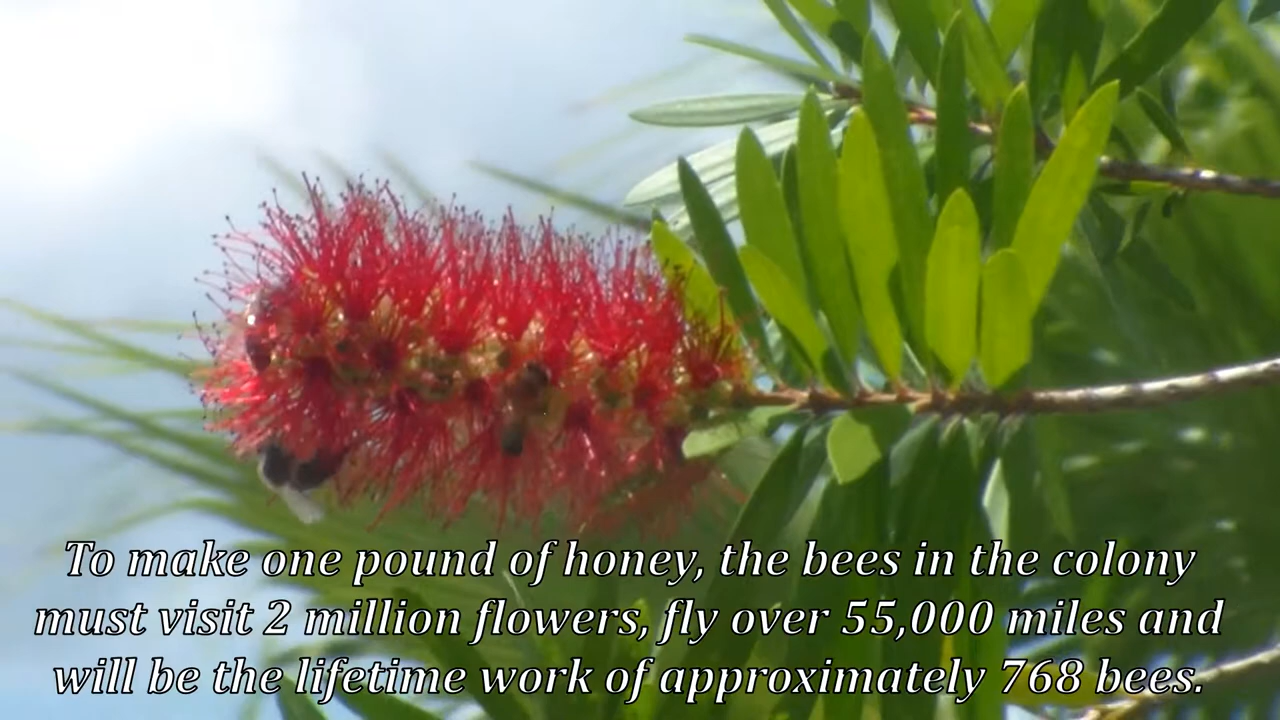 To make one pound of honey, the bees in the colony
must visit 2 million flowers, fly over 55,000 miles and
will be the lifetime work of approximately 768 bees.